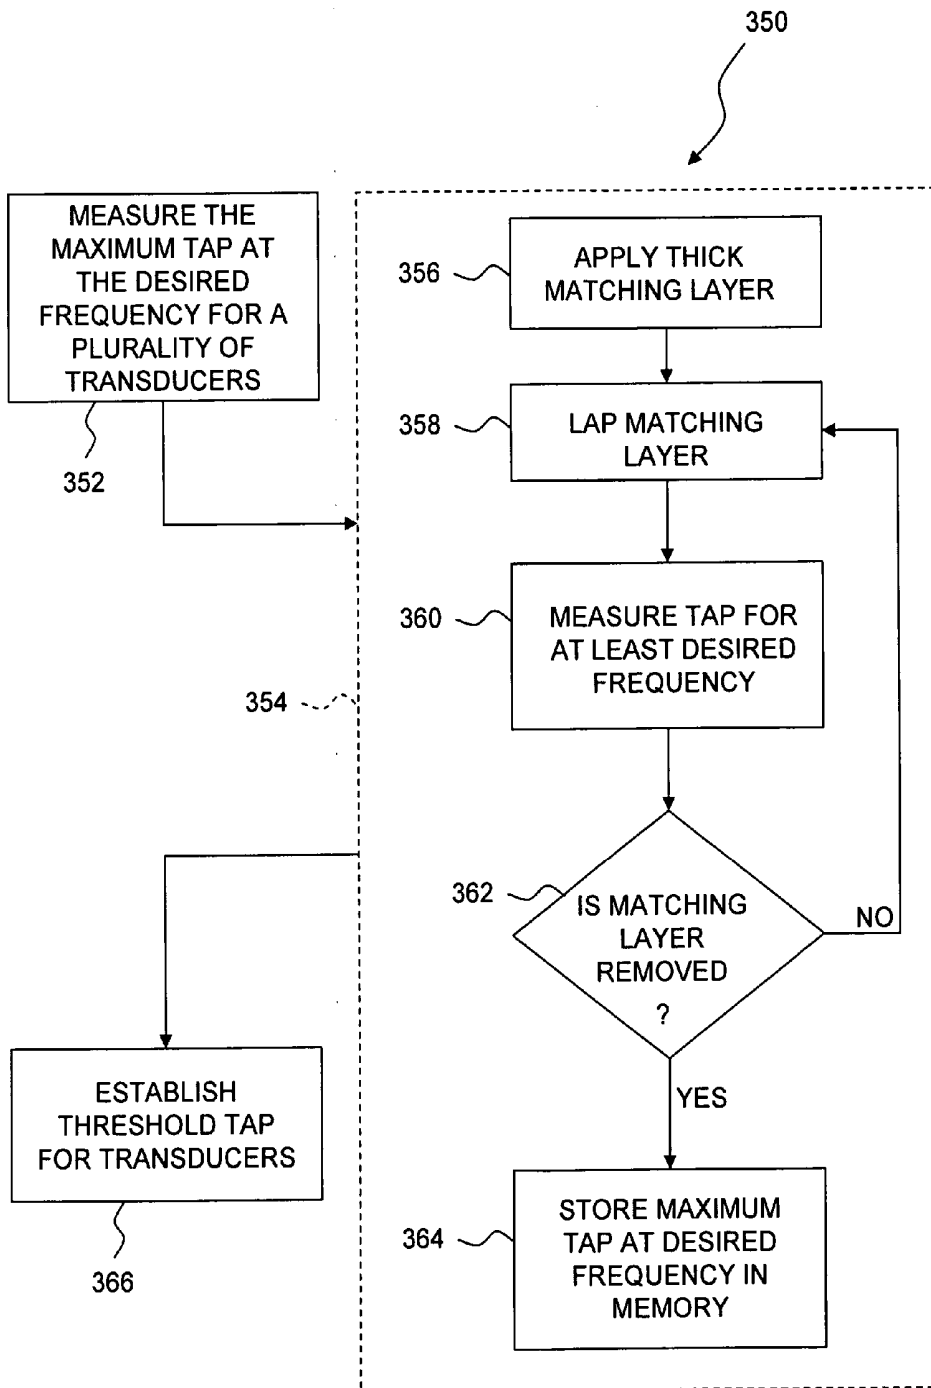 350
MEASURE THE
MAXIMUM TAP AT
THE DESIRED
FREQUENCY FOR A
PLURALITY OF
TRANSDUCERS
352
354
356
APPLY THICK
MATCHING LAYER
358
LAP MATCHING
LAYER
360
MEASURE TAP FOR
AT LEAST DESIRED
FREQUENCY
362
IS MATCHING
LAYER
REMOVED
?
NO
YES
364
STORE MAXIMUM
TAP AT DESIRED
FREQUENCY IN
MEMORY
ESTABLISH
THRESHOLD TAP
FOR TRANSDUCERS
366